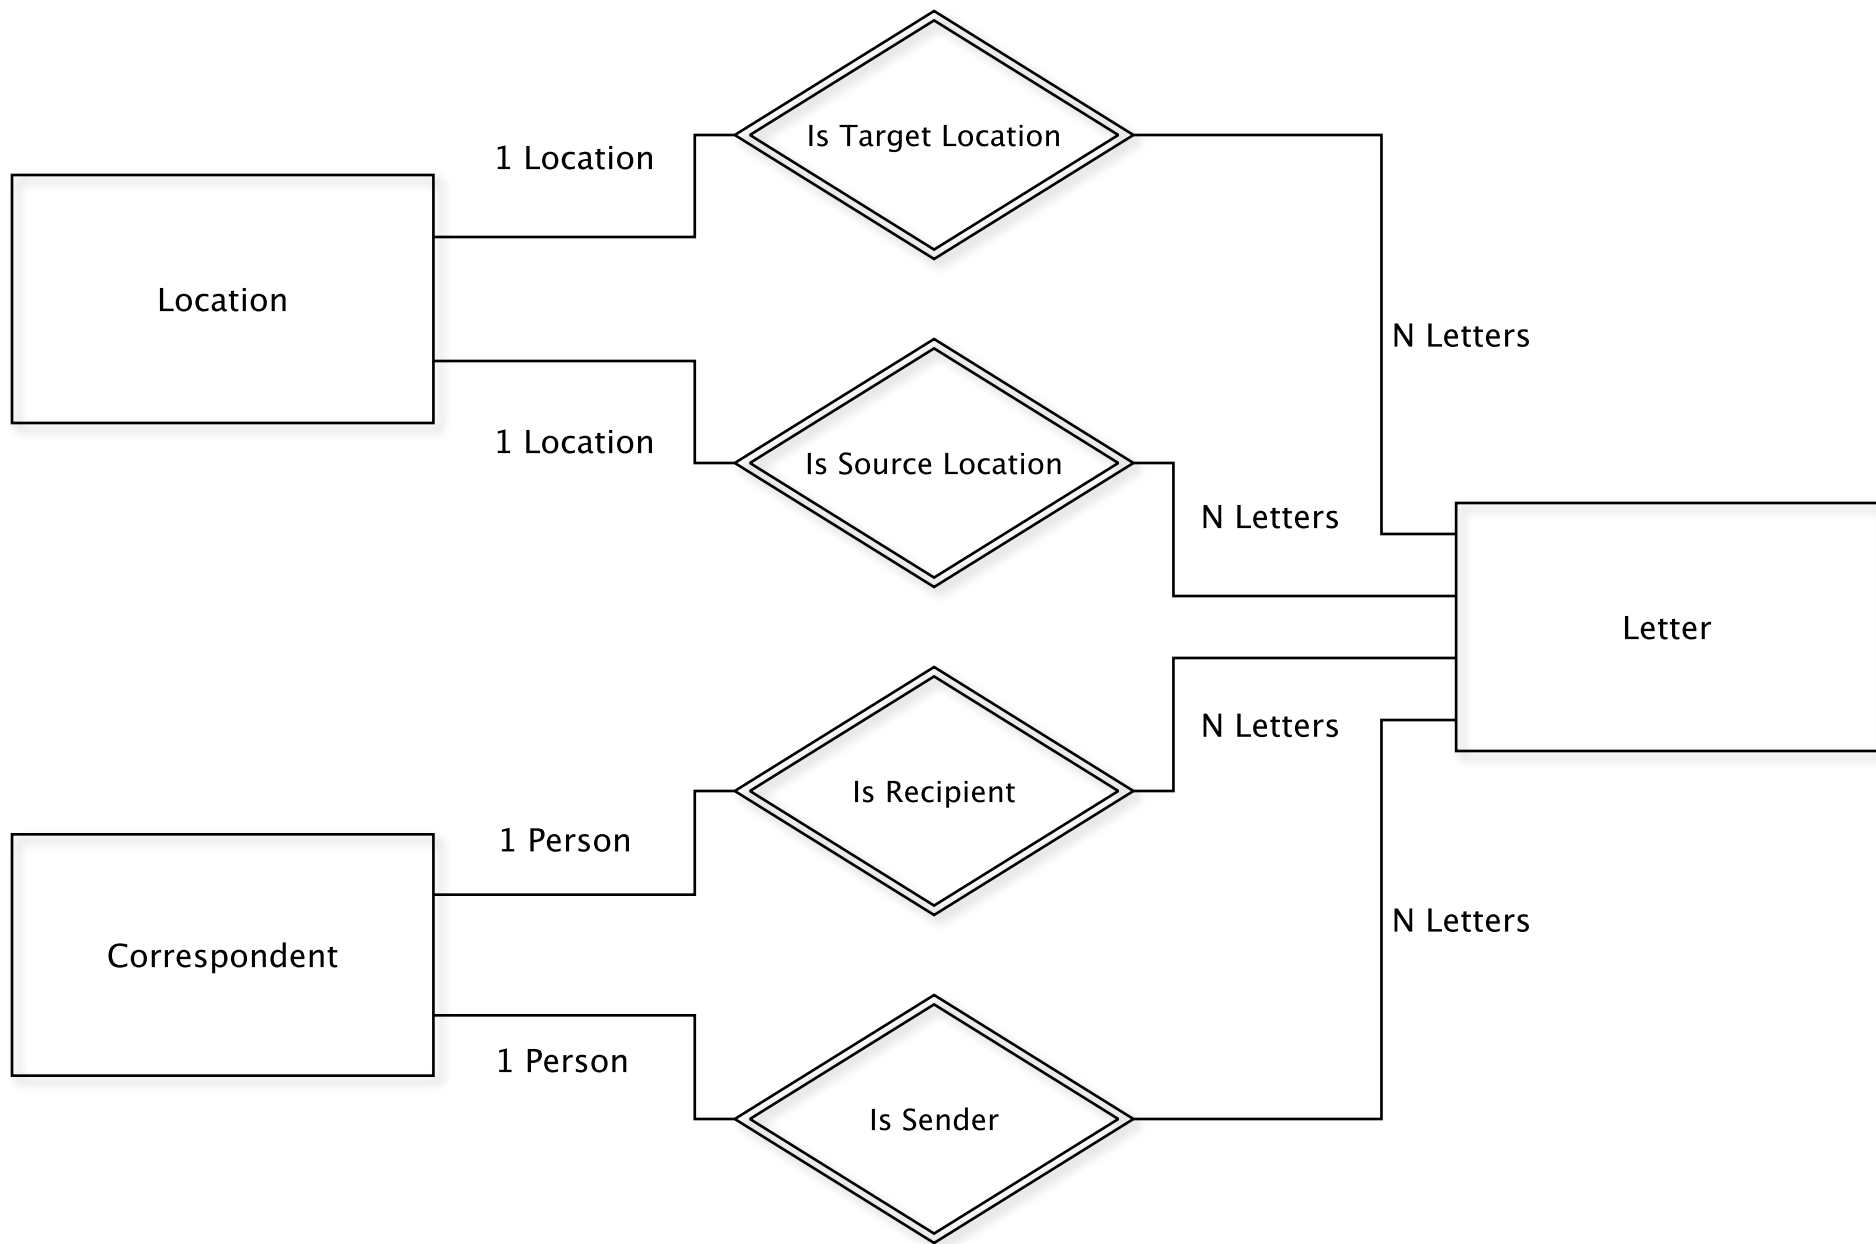 Is Target Location
1 Location
Location
N Letters
1 Location
Is Source Location
N Letters
Letter
N Letters
Is Recipient
1 Person
N Letters
Correspondent
1 Person
Is Sender